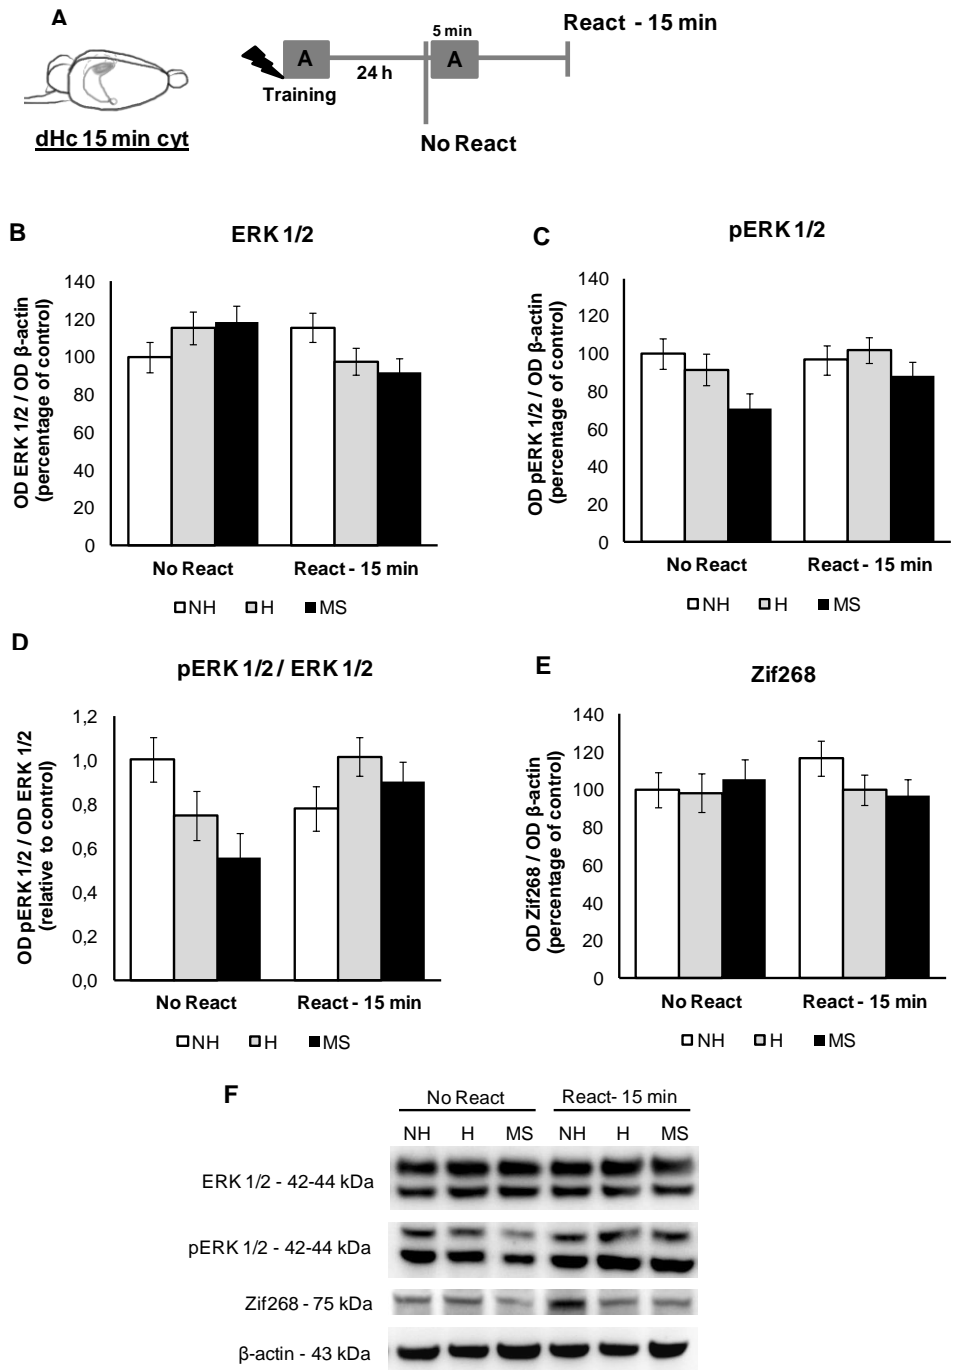 A
React - 15 min
5 min
A
A
24 h
Training
dHc 15 min cyt
No React
B
ERK 1/2
OD ERK 1/2 / OD β-actin
(percentage of control)
140
120
100
80
60
40
20
0
No React
React - 15 min
NH
H
MS
C
pERK 1/2
OD pERK 1/2 / OD β-actin
(percentage of control)
140
120
100
80
60
40
20
0
No React
React - 15 min
NH
H
MS
D
pERK 1/2 / ERK 1/2
OD pERK 1/2 / OD ERK 1/2
(relative to control)
1,2
1,0
0,8
0,6
0,4
0,2
0,0
No React
React - 15 min
NH
H
MS
E
Zif268
OD Zif268 / OD β-actin
(percentage of control)
140
120
100
80
60
40
20
0
No React
React - 15 min
NH
H
MS
F
No React
React- 15 min
NH
H
MS
NH
H
MS
ERK 1/2 - 42-44 kDa
pERK 1/2 - 42-44 kDa
Zif268 - 75 kDa
β-actin - 43 kDa